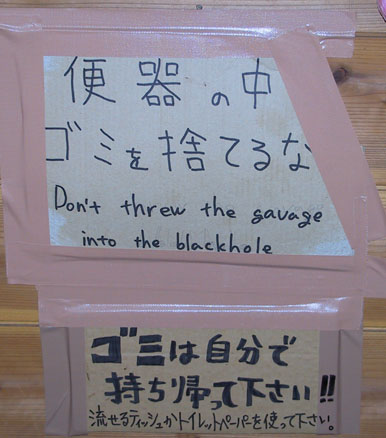 便器の中
ゴミを捨てるな
Don't threw the gavage
into the blackhole
ゴミは自分で
持ち帰って下さい!!
流せるティッシュかトイレットペーパーを使って下さい。